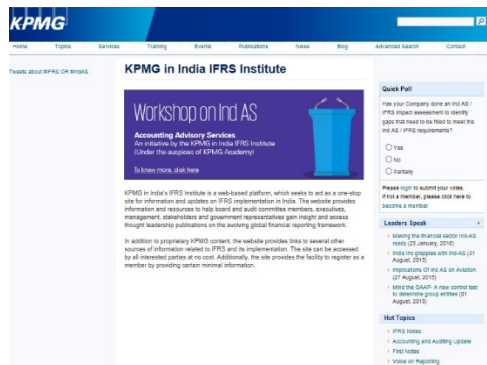 KPMG
Home Topics Services Training Events Publications News Blog Advanced Search Contact
Tweets about #IFRS OR #IndAS
KPMG in India IFRS Institute
Workshop on Ind AS
Accounting Advisory Services
An initiative by the KPMG in India IFRS Institute
(Under the auspices of KPMG Academy)
To know more, click here
KPMG in India's IFRS Institute is a web-based platform, which seeks to act as a one-stop
site for information and updates on IFRS implementation in India. The website provides
information and resources to help board and audit committee members, executives,
management, stakeholders and government representatives gain insight and access
thought leadership publications on the evolving global financial reporting framework.
In addition to proprietary KPMG content, the website provides links to several other
sources of information related to IFRS and its implementation. The site can be accessed
by all interested parties at no cost. Additionally, the site provides the facility to register as a
member by providing certain minimal information.
Quick Poll
Has your Company done an Ind AS /
IFRS impact assessment to identify
gaps that need to be filled to meet the
Ind AS / IFRS requirements?
Yes
No
Partially
Please login to submit your votes.
If not a member, please click here to
become a member
Leaders Speak
Making the financial sector Ind-AS
ready (25 January, 2016)
India Inc grapples with Ind-AS (31
August, 2015)
Implications Of Ind AS on Aviation
(27 August, 2015)
Mind the GAAP- A new control test
to determine group entities (01
August, 2015)
Hot Topics
IFRS Notes
Accounting and Auditing Update
First Notes
Voice on Reporting